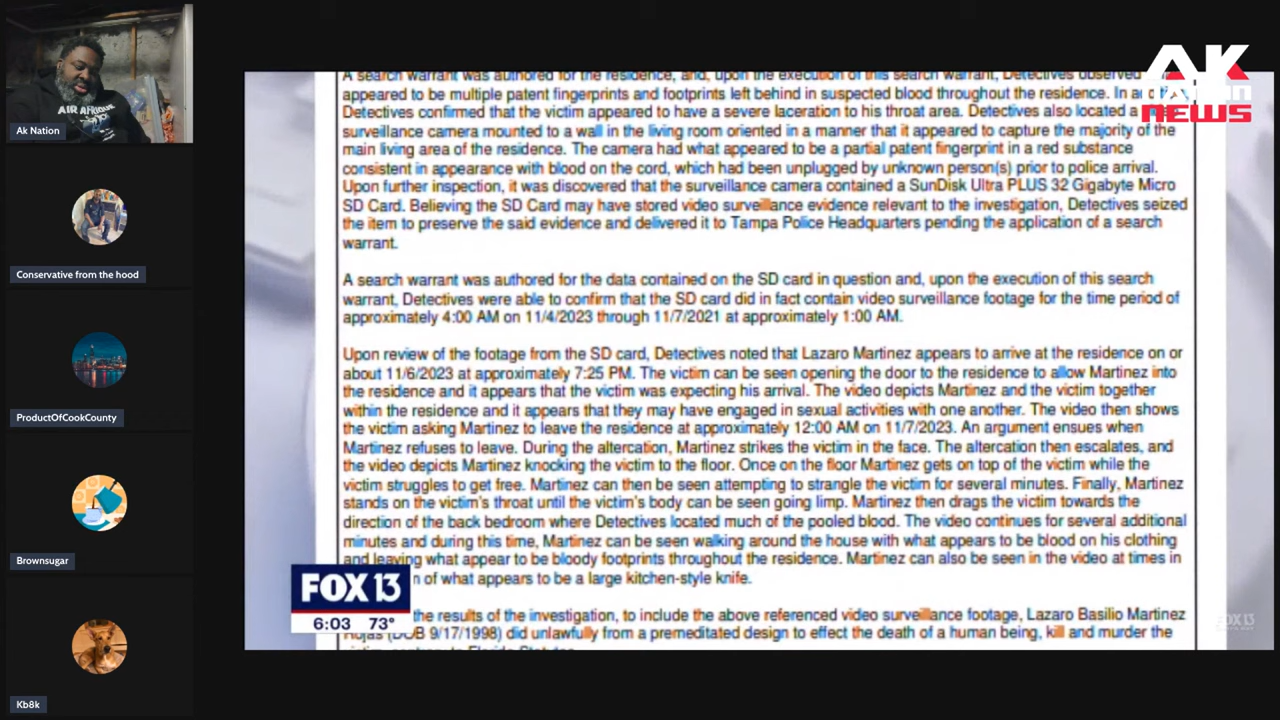 AIR AFRIQUE
Ak Nation
Conservative from the hood
ProductOfCookCounty
Brownsugar
Kb8k
AK
Nation
NEWS
A search warrant was authored for the residence, and, upon the execution of this search warrant, Detectives observed
appeared to be multiple patent fingerprints and footprints left behind in suspected blood throughout the residence. In
Detectives confirmed that the victim appeared to have a severe laceration to his throat area. Detectives also located a
surveillance camera mounted to a wall in the living room oriented in a manner that it appeared to capture the majority of the
main living area of the residence. The camera had what appeared to be a partial patent fingerprint in a red substance
consistent in appearance with blood on the cord, which had been unplugged by unknown person(s) prior to police arrival.
Upon further inspection, it was discovered that the surveillance camera contained a SunDisk Ultra PLUS 32 Gigabyte Micro
SD Card. Believing the SD Card may have stored video surveillance evidence relevant to the investigation, Detectives seized
the item to preserve the said evidence and delivered it to Tampa Police Headquarters pending the application of a search
warrant.
A search warrant was authored for the data contained on the SD card in question and, upon the execution of this search
warrant, Detectives were able to confirm that the SD card did in fact contain video surveillance footage for the time period of
approximately 4:00 AM on 11/4/2023 through 11/7/2021 at approximately 1:00 AM.
Upon review of the footage from the SD card, Detectives noted that Lazaro Martinez appears to arrive at the residence on or
about 11/6/2023 at approximately 7:25 PM. The victim can be seen opening the door to the residence to allow Martinez into
the residence and it appears that the victim was expecting his arrival. The video depicts Martinez and the victim together
within the residence and it appears that they may have engaged in sexual activities with one another. The video then shows
the victim asking Martinez to leave the residence at approximately 12:00 AM on 11/7/2023. An argument ensues when
Martinez refuses to leave. During the altercation, Martinez strikes the victim in the face. The altercation then escalates, and
the video depicts Martinez knocking the victim to the floor. Once on the floor Martinez gets on top of the victim while the
victim struggles to get free. Martinez can then be seen attempting to strangle the victim for several minutes. Finally, Martinez
stands on the victim's throat until the victim's body can be seen going limp. Martinez then drags the victim towards the
direction of the back bedroom where Detectives located much of the pooled blood. The video continues for several additional
minutes and during this time, Martinez can be seen walking around the house with what appears to be blood on his clothing
and leaving what appear to be bloody footprints throughout the residence. Martinez can also be seen in the video at times in
n of what appears to be a large kitchen-style knife.
the results of the investigation, to include the above referenced video surveillance footage, Lazaro Basilio Martinez
Rojas (DOB 9/17/1998) did unlawfully from a premeditated design to effect the death of a human being, kill and murder the
FOX 13
6:03 73°
FOX 13